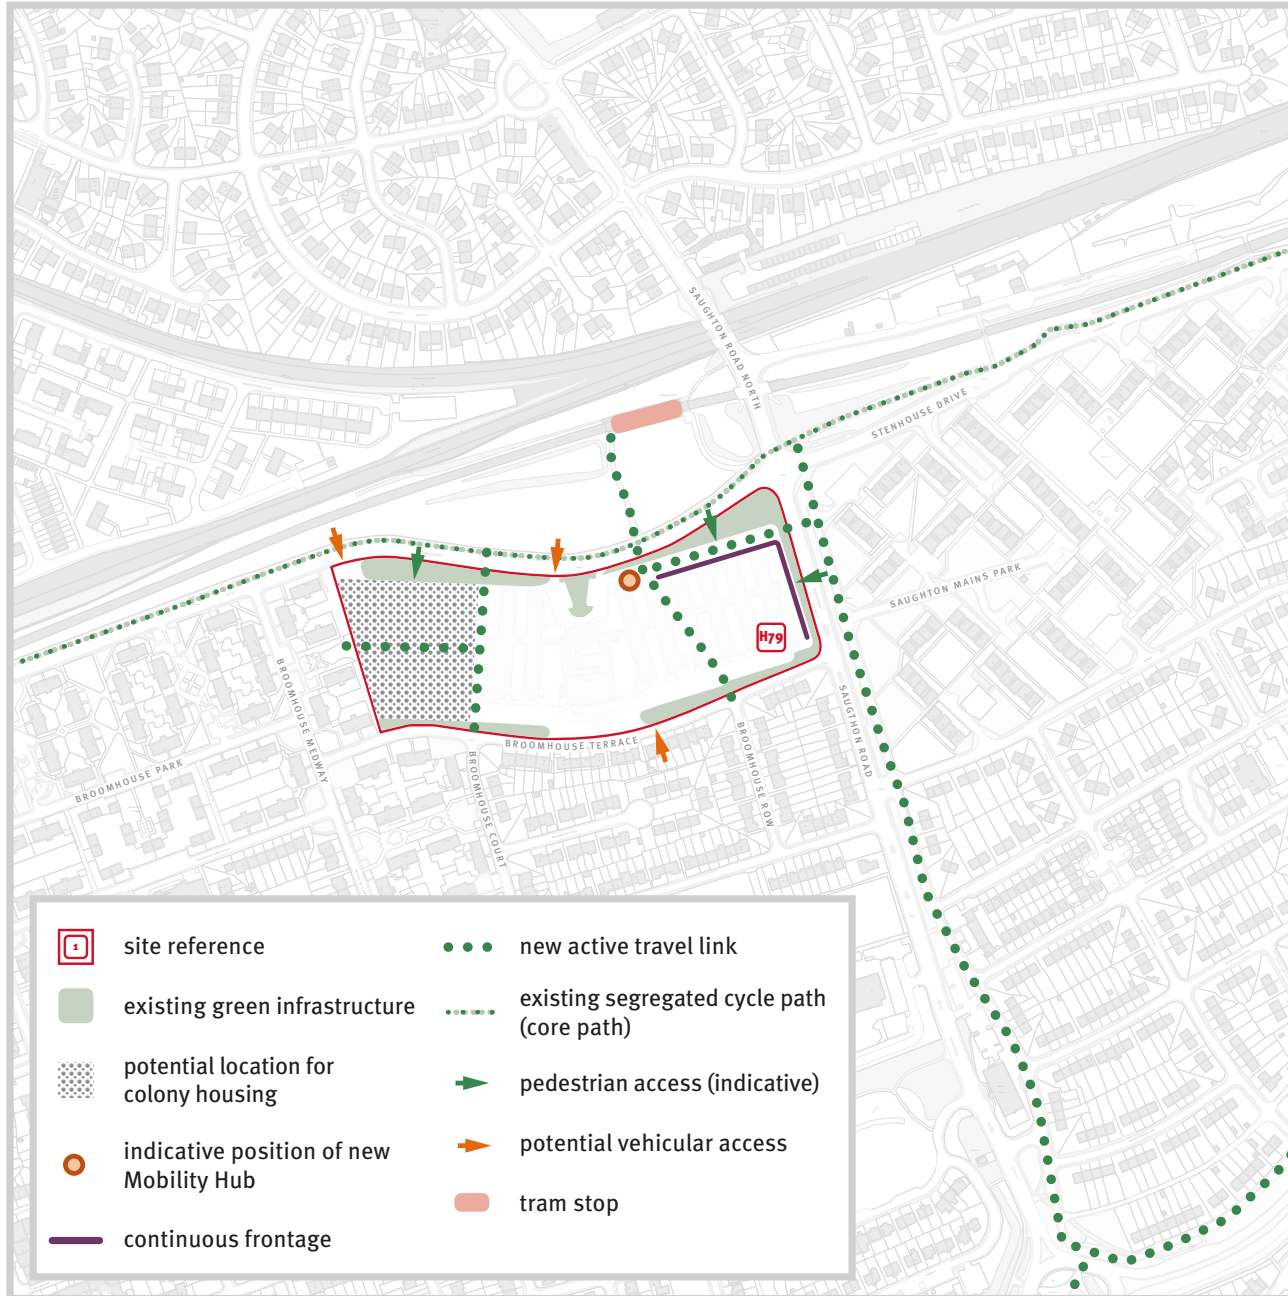 SAUGHTON ROAD NORTH
STENHOUSE DRIVE
SAUGHTON MAINS PARK
H79
BROOMHOUSE MEDWAY
SAUGTHON ROAD
BROOMHOUSE TERRACE
BROOMHOUSE ROW
BROOMHOUSE PARK
BROOMHOUSE COURT
1
site reference
existing green infrastructure
potential location for
colony housing
indicative position of new
Mobility Hub
continuous frontage
new active travel link
existing segregated cycle path
(core path)
pedestrian access (indicative)
potential vehicular access
tram stop